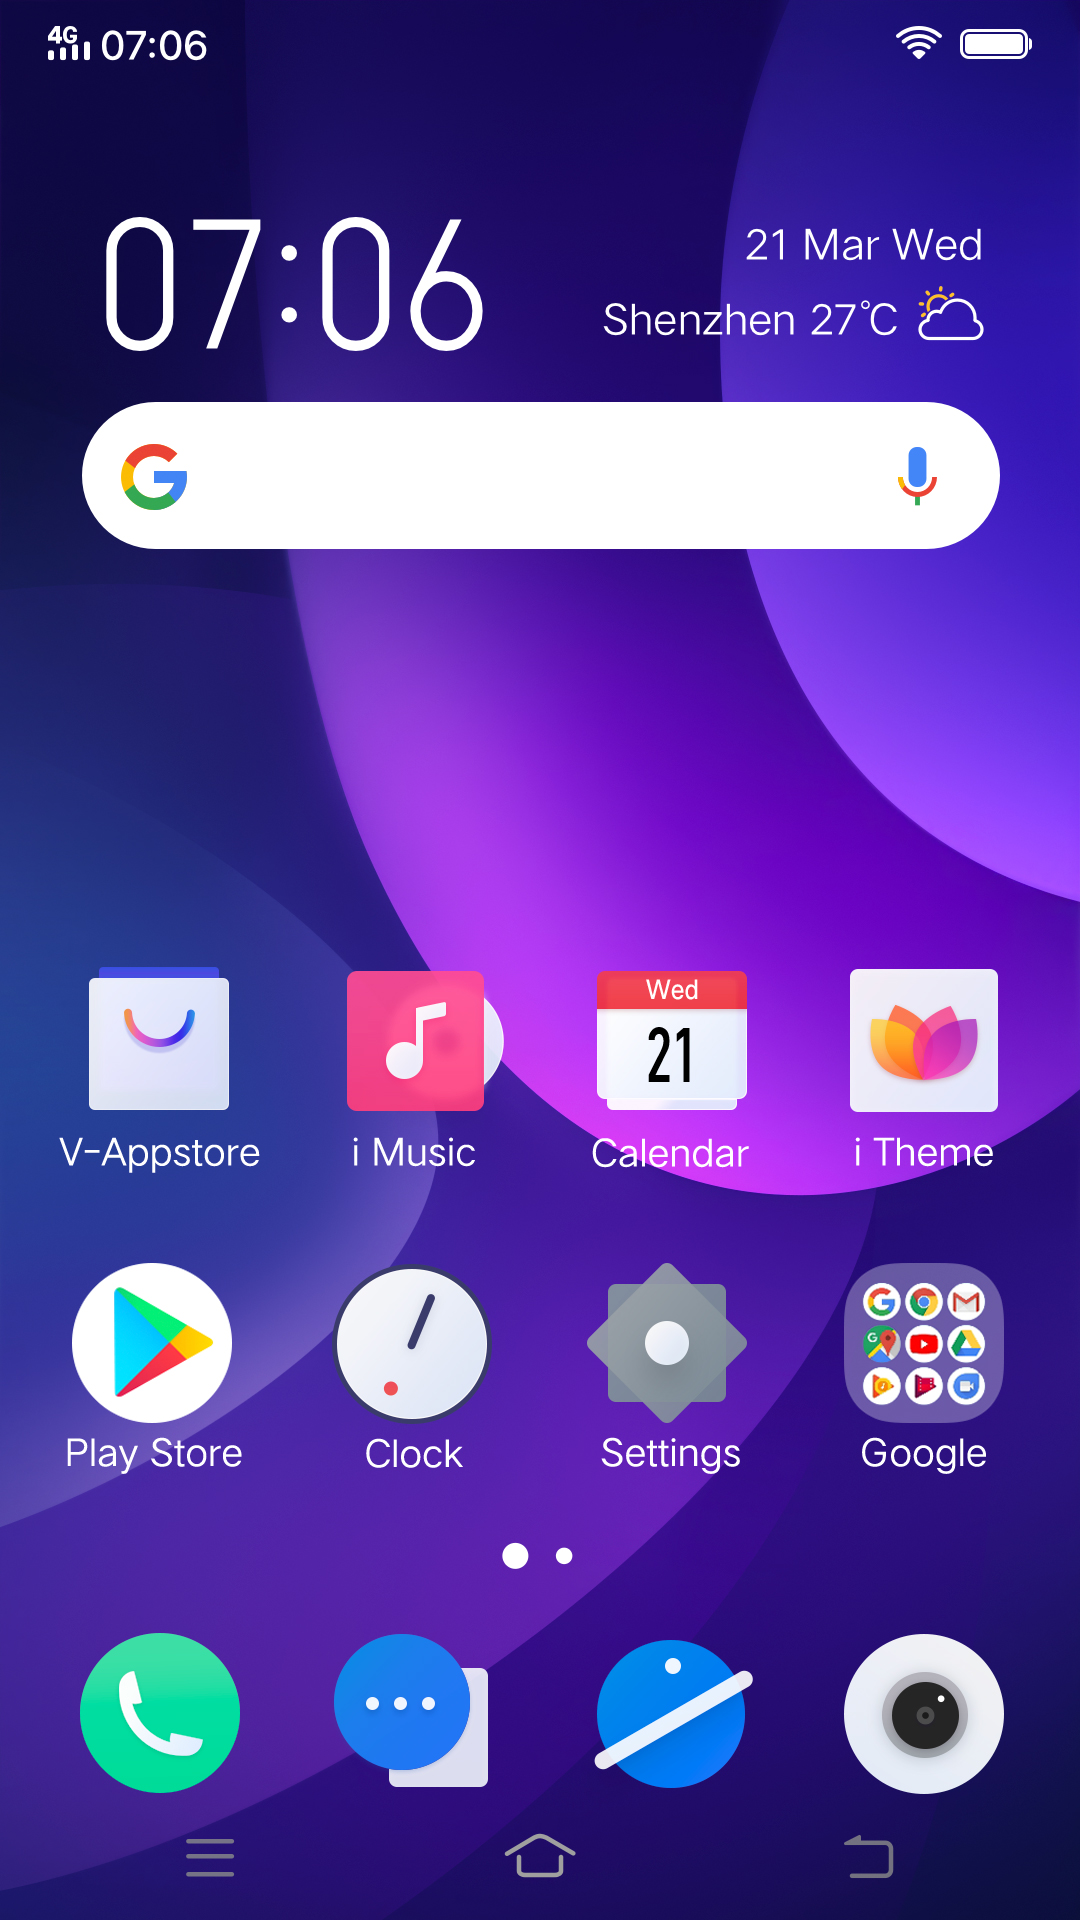 4G 07:06
07:06
21 Mar Wed
Shenzhen 27°C
Wed
21
V-Appstore
i Music
Calendar
i Theme
Play Store
Clock
Settings
Google